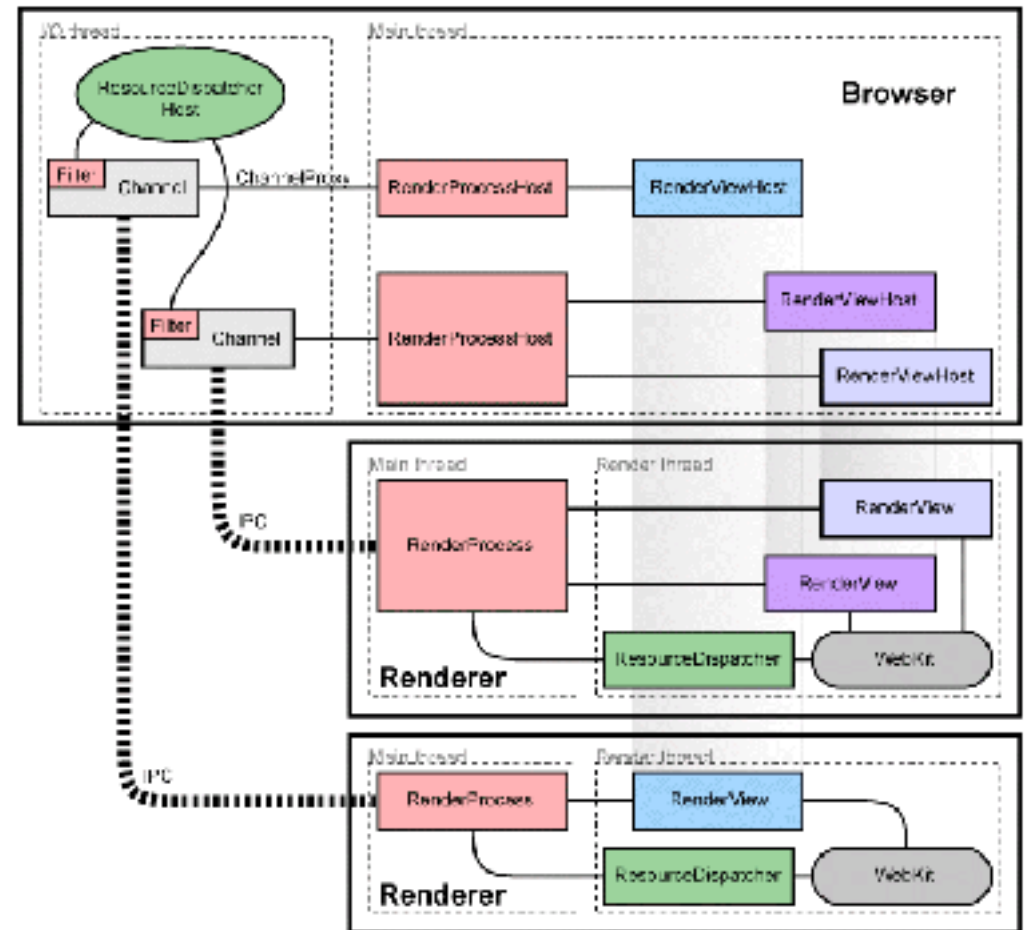 I/O thread
Main thread
ResourceDispatcher
Host
Browser
Filter
Channel
ChannelProxy
RenderProcessHost
RenderViewHost
RenderViewHost
Filter
Channel
RenderProcessHost
RenderViewHost
Main thread
Render thread
RenderView
IPC
RenderProcess
RenderView
ResourceDispatcher
WebKit
Renderer
Main thread
Render thread
IPC
RenderProcess
RenderView
ResourceDispatcher
WebKit
Renderer